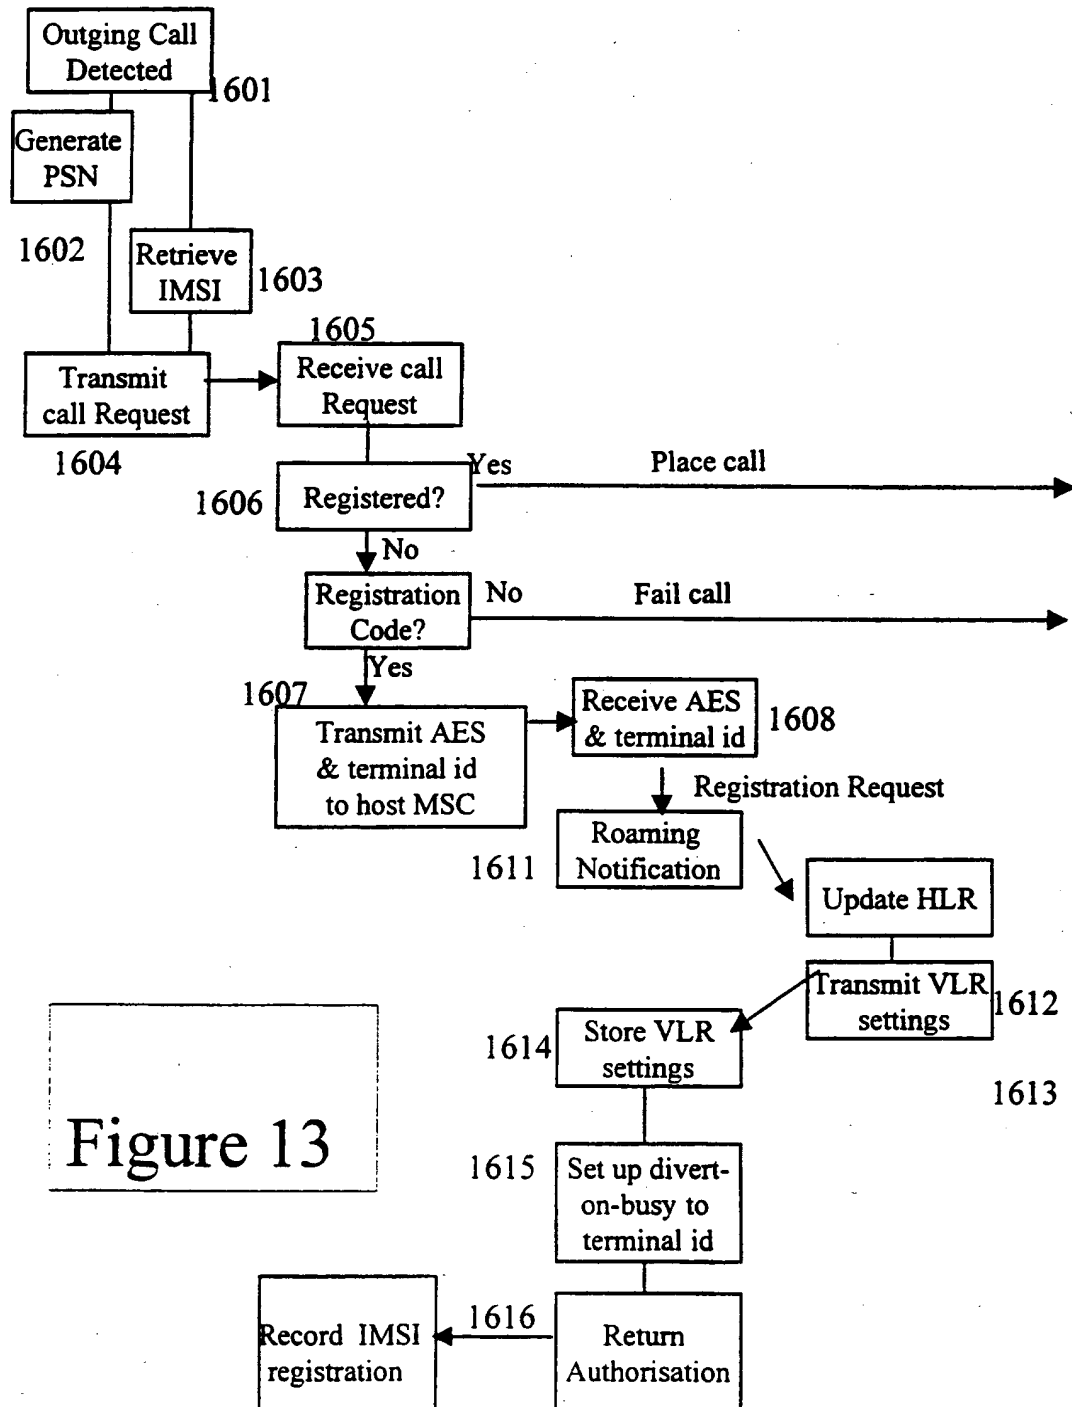 Outging Call
Detected
1601
Generate
PSN
1602
Retrieve
IMSI
1603
Transmit
call Request
1604
1605
Receive call
Request
1606
Registered?
Yes
Place call
No
Registration
Code?
No
Fail call
Yes
1607
Transmit AES
& terminal id
to host MSC
Receive AES
& terminal id
1608
Registration Request
Roaming
Notification
1611
Update HLR
Transmit VLR
settings
1612
1613
1614
Store VLR
settings
Figure 13
1615
Set up divert-
on-busy to
terminal id
1616
Record IMSI
registration
Return
Authorisation